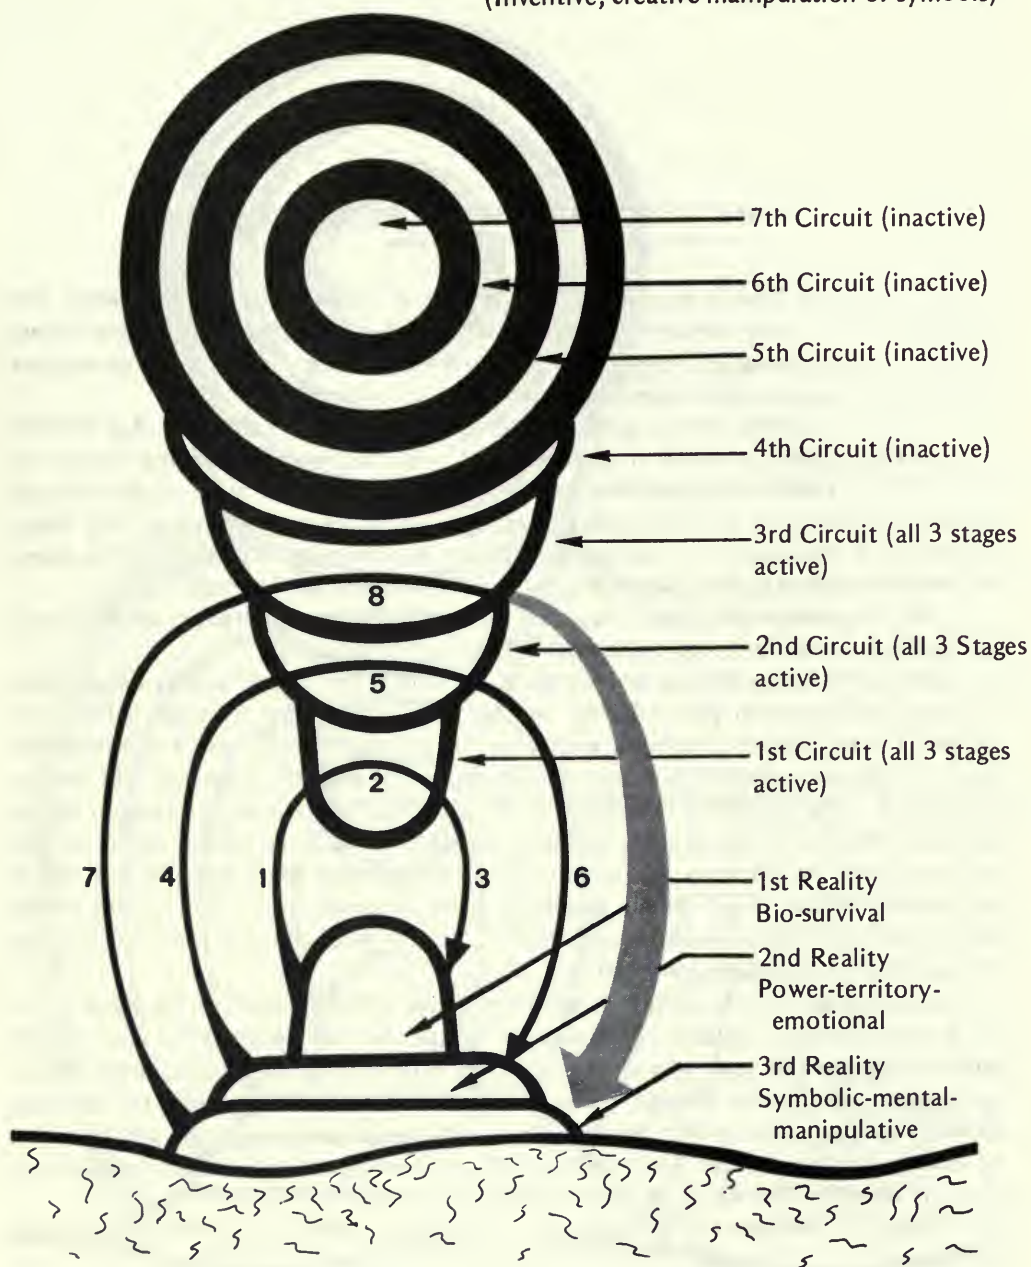 (Inventive, creative manipulation of symbols)
7th Circuit (inactive)
6th Circuit (inactive)
5th Circuit (inactive)
4th Circuit (inactive)
3rd Circuit (all 3 stages
active)
8
2nd Circuit (all 3 Stages
active)
5
1st Circuit (all 3 stages
active)
2
7 4 1 3 6
1st Reality
Bio-survival
2nd Reality
Power-territory-
emotional
3rd Reality
Symbolic-mental-
manipulative